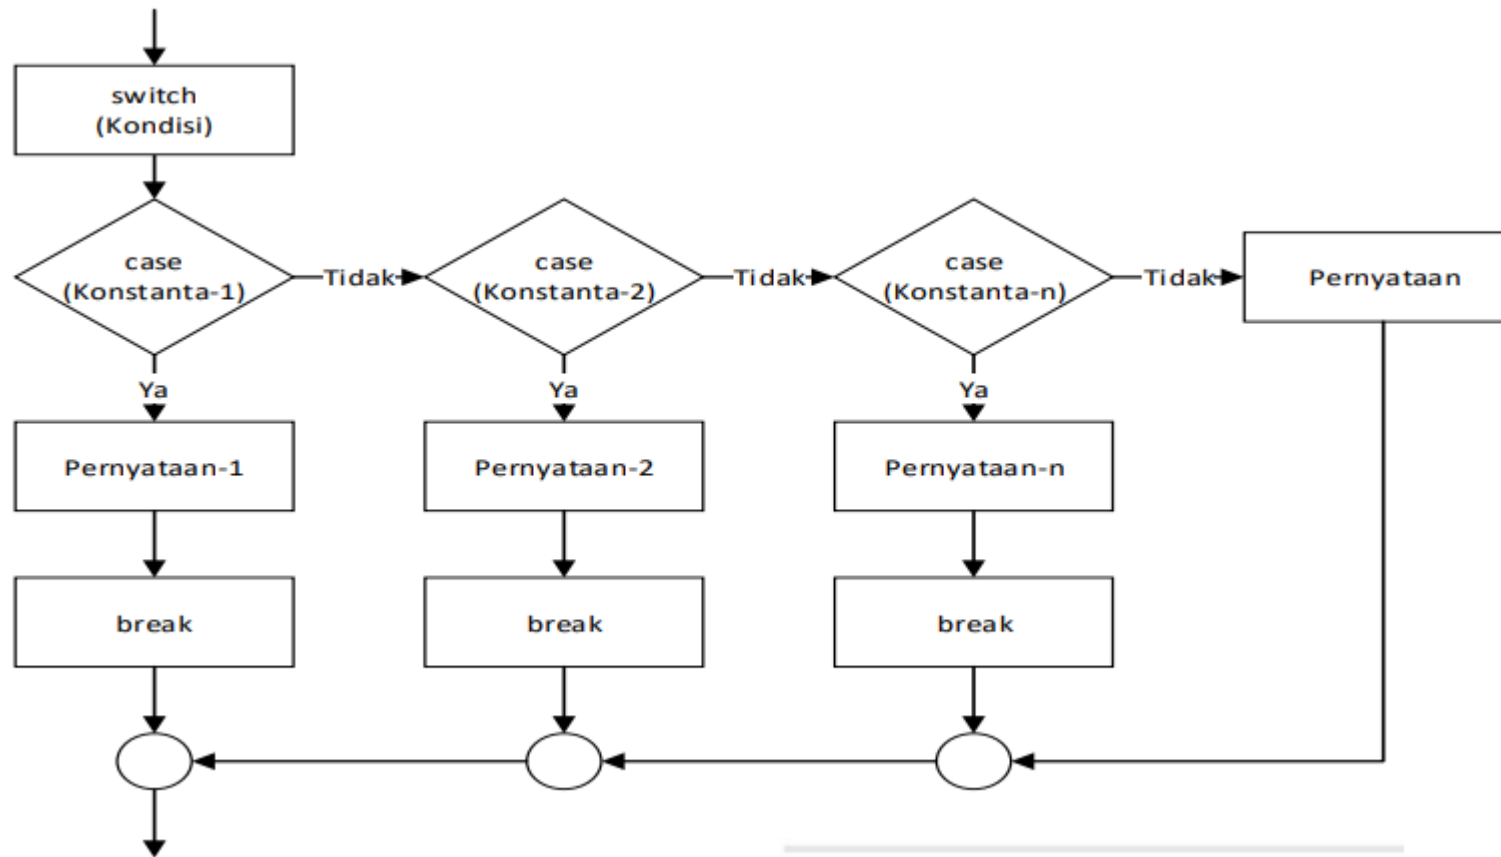 switch
(Kondisi)
case
(Konstanta-1)
Tidak
case
(Konstanta-2)
Tidak
case
(Konstanta-n)
Tidak
Pernyataan
Ya
Ya
Ya
Pernyataan-1
Pernyataan-2
Pernyataan-n
break
break
break